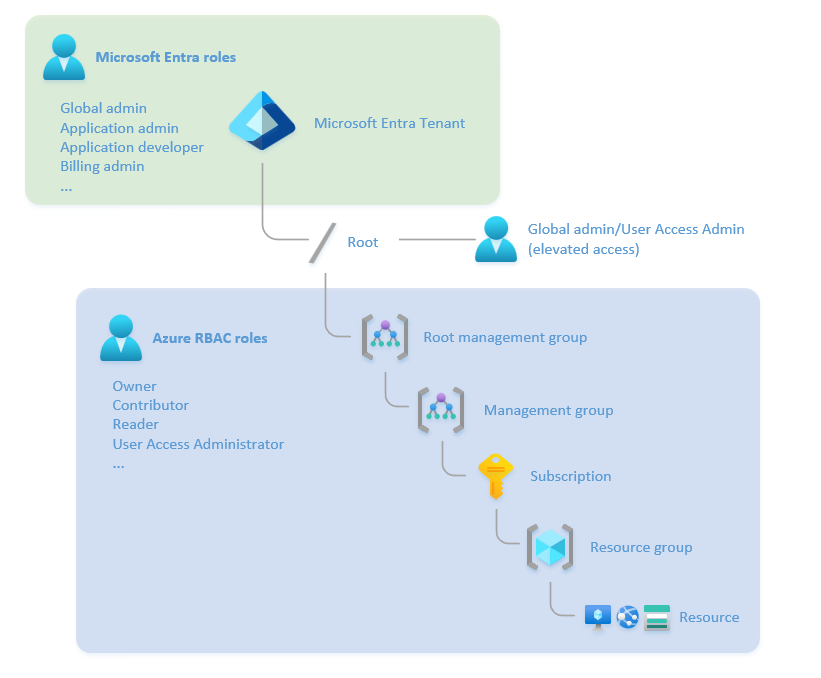 Microsoft Entra roles
Global admin
Application admin
Application developer
Billing admin
...
Microsoft Entra Tenant
Root
Global admin/User Access Admin
(elevated access)
Azure RBAC roles
Owner
Contributor
Reader
User Access Administrator
...
Root management group
Management group
Subscription
Resource group
Resource